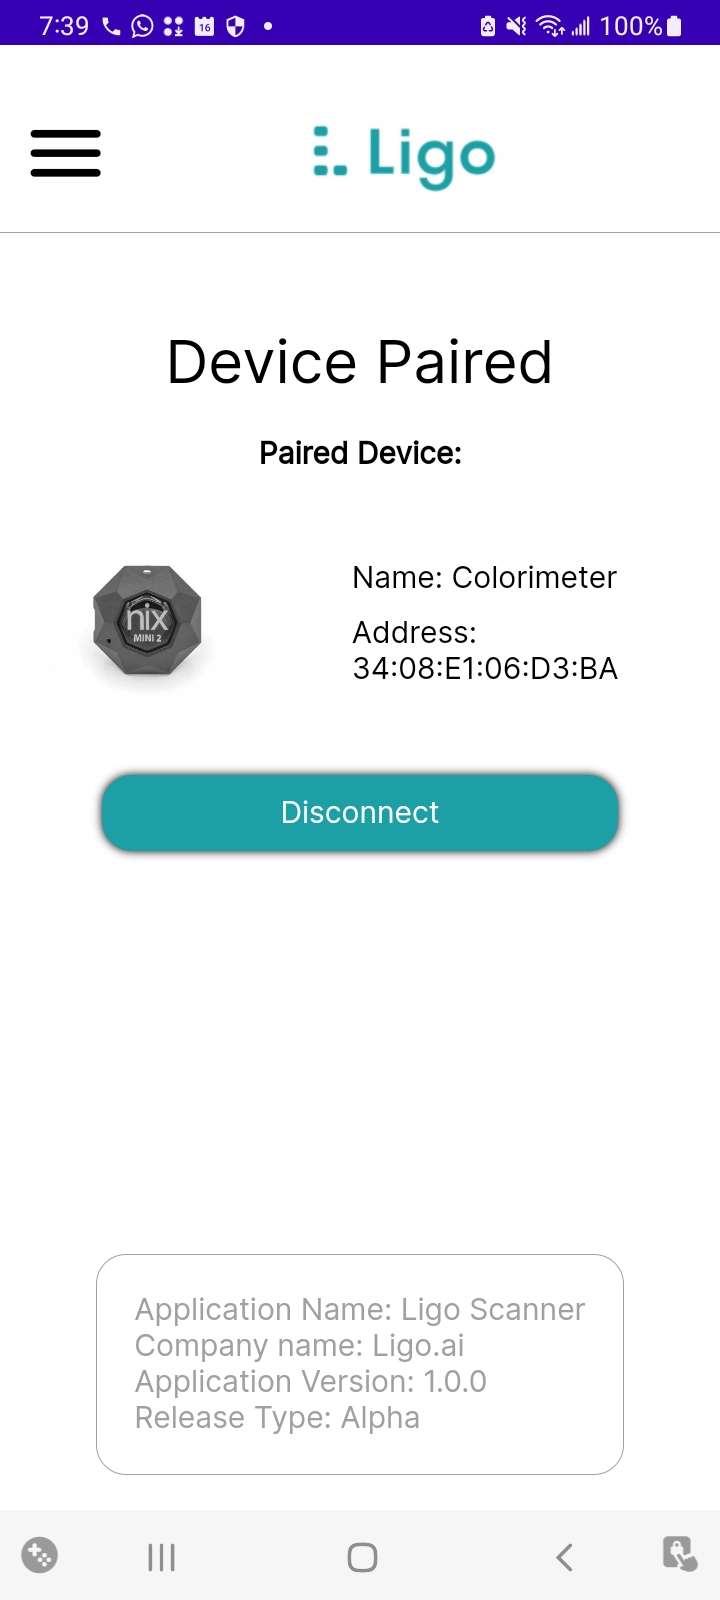 7:39
16
100%
Ligo
Device Paired
Paired Device:
nix
MINI 2
Name: Colorimeter
Address:
34:08:E1:06:D3:BA
Disconnect
Application Name: Ligo Scanner
Company name: Ligo.ai
Application Version: 1.0.0
Release Type: Alpha